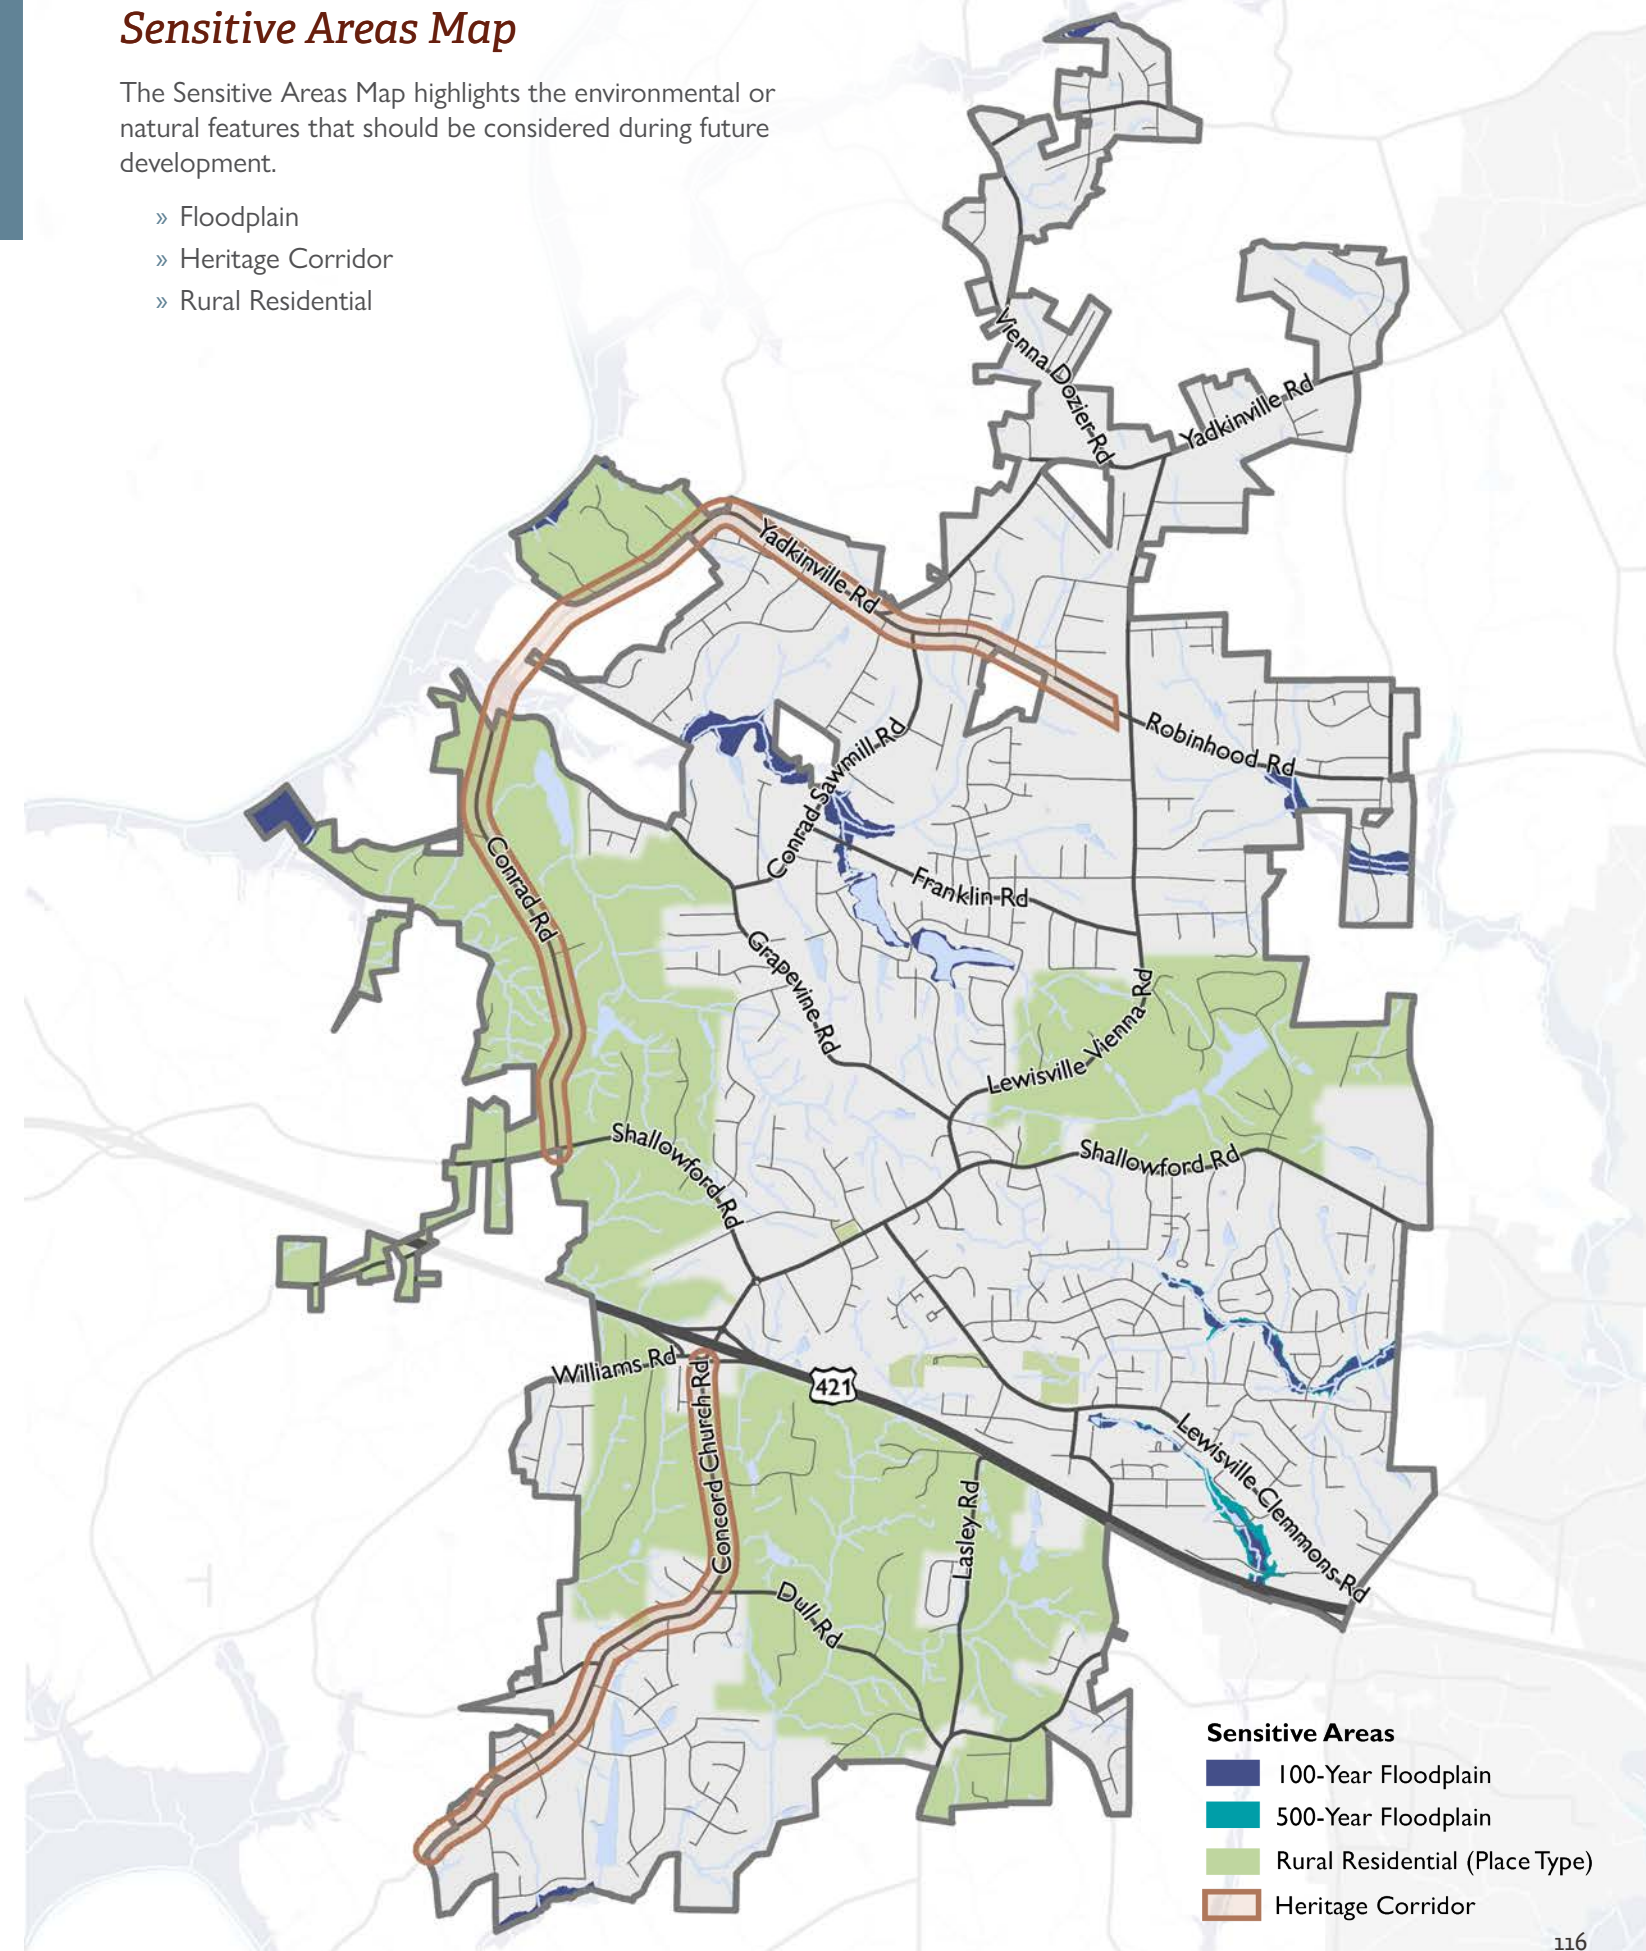 Sensitive Areas Map
The Sensitive Areas Map highlights the environmental or
natural features that should be considered during future
development.
» Floodplain
» Heritage Corridor
» Rural Residential
Vienna Dozier Rd
Yadkinville Rd
Yadkinville Rd
Robinhood Rd
Conrad Sawmill Rd
Conrad Rd
Franklin Rd
Grapevine Rd
Lewisville Vienna Rd
Shallowford Rd
Shallowford Rd
Williams Rd
421
Concord Church Rd
Lewisville Clemmons Rd
Lasley Rd
Dull Rd
Sensitive Areas
100-Year Floodplain
500-Year Floodplain
Rural Residential (Place Type)
Heritage Corridor
116